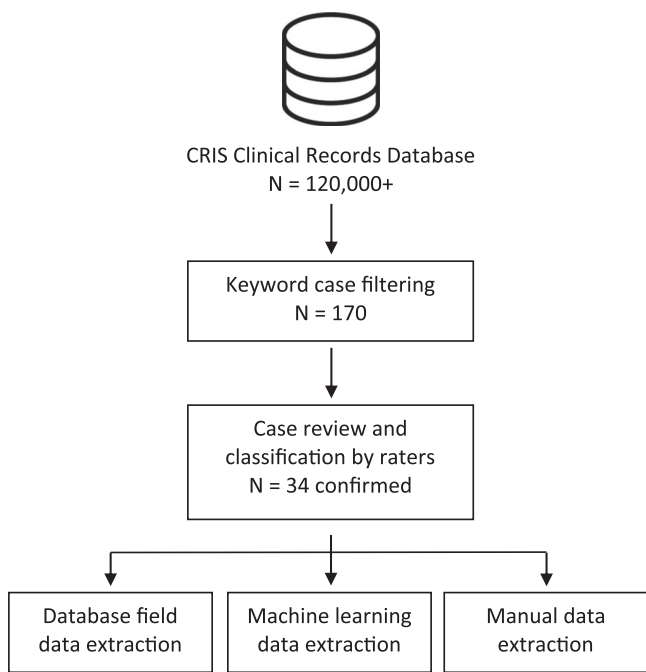 CRIS Clinical Records Database
N = 120,000+
Keyword case filtering
N = 170
Case review and
classification by raters
N = 34 confirmed
Database field
data extraction
Machine learning
data extraction
Manual data
extraction